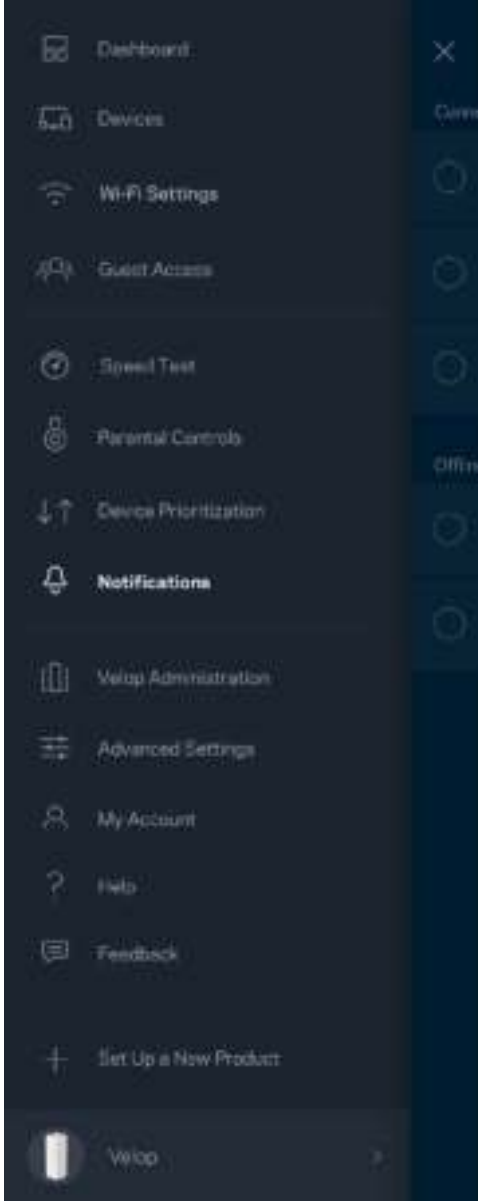 Dashboard
Devices
Wi-Fi Settings
Guest Access
Speed Test
Parental Controls
Device Prioritization
Notifications
Velop Administration
Advanced Settings
My Account
Help
Feedback
Set Up a New Product
Velop